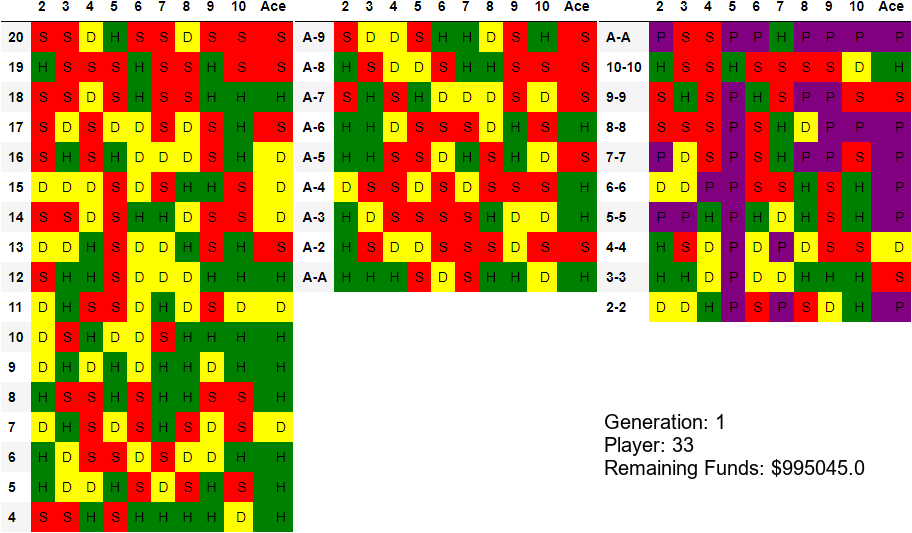 2 3 4 5 6 7 8 9 10 Ace
20 S S D H S S D S S S
19 H S S S H S S H S S
18 S S D S H S S H H H
17 S D S D D S D S H S
16 S H S H D D D S H D
15 D D D S D S H H S D
14 S S D S H H D S S D
13 D D H S D D H S H S
12 S H H S D D D H H H
11 D H S S D H D S D D
10 D S H D D S H H H H
9 D H D H D H H D H H
8 H S S H S H H S S H
7 D H S D S H S D S D
6 H D S S D S D D H H
5 H D D H S D S H S H
4 S S H S H H H H D H
2 3 4 5 6 7 8 9 10 Ace
A-9 S D D S H H D S H S
A-8 H S D D S H H S S S
A-7 S H S H D D D S D S
A-6 H H D S S S D H S H
A-5 H H S S D H S H D S
A-4 D S S D S D S S S H
A-3 H D S S S S H D D H
A-2 H S D D S S S D S S
A-A H H H S D S H H D H
2 3 4 5 6 7 8 9 10 Ace
A-A P S S P P H P P P P
10-10 H S S H S S S S D H
9-9 S H S P H S P P S S
8-8 S S S P S H D P P P
7-7 P D S P S H P P S P
6-6 D D P P S S H S H P
5-5 P P H P H D H S H P
4-4 H S D P D P D S S D
3-3 H H D P D D H H H S
2-2 D D H P S P S D H P
Generation: 1
Player: 33
Remaining Funds: $995045.0